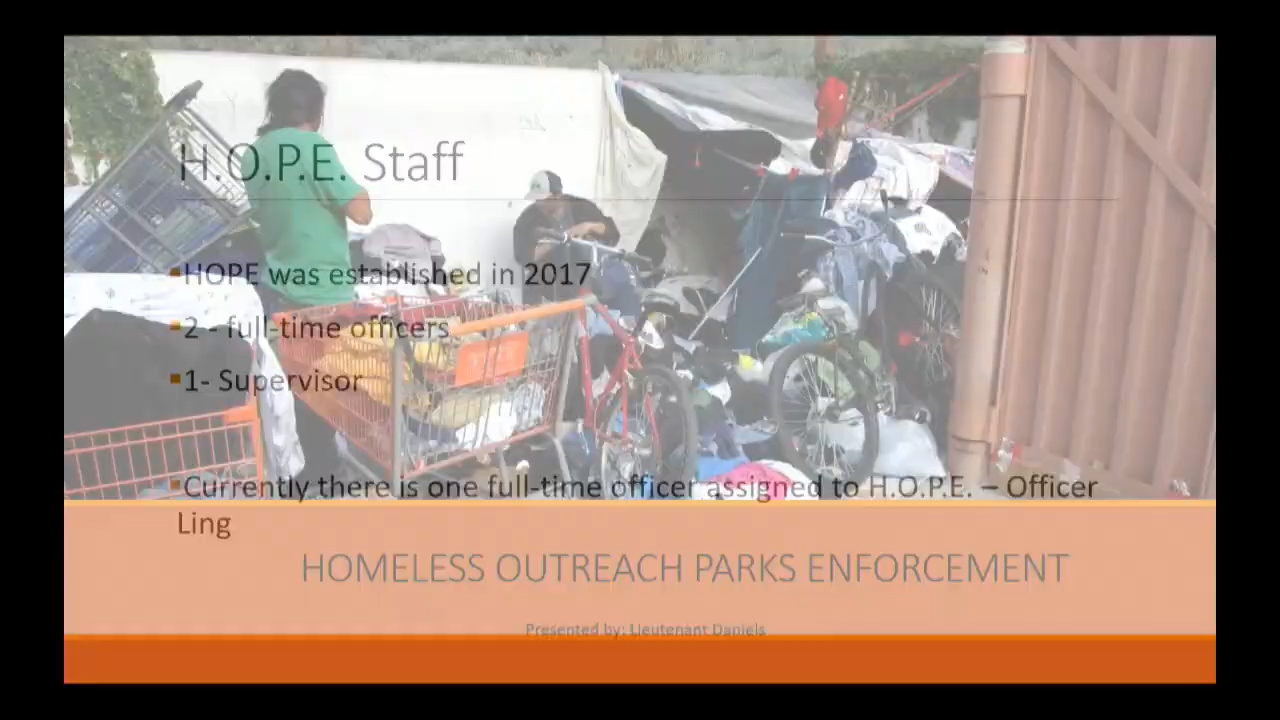 H.O.P.E. Staff
HOPE was established in 2017
2 - full-time officers
1- Supervisor
Currently there is one full-time officer assigned to H.O.P.E. – Officer
Ling
HOMELESS OUTREACH PARKS ENFORCEMENT
Presented by: Lieutenant Daniels